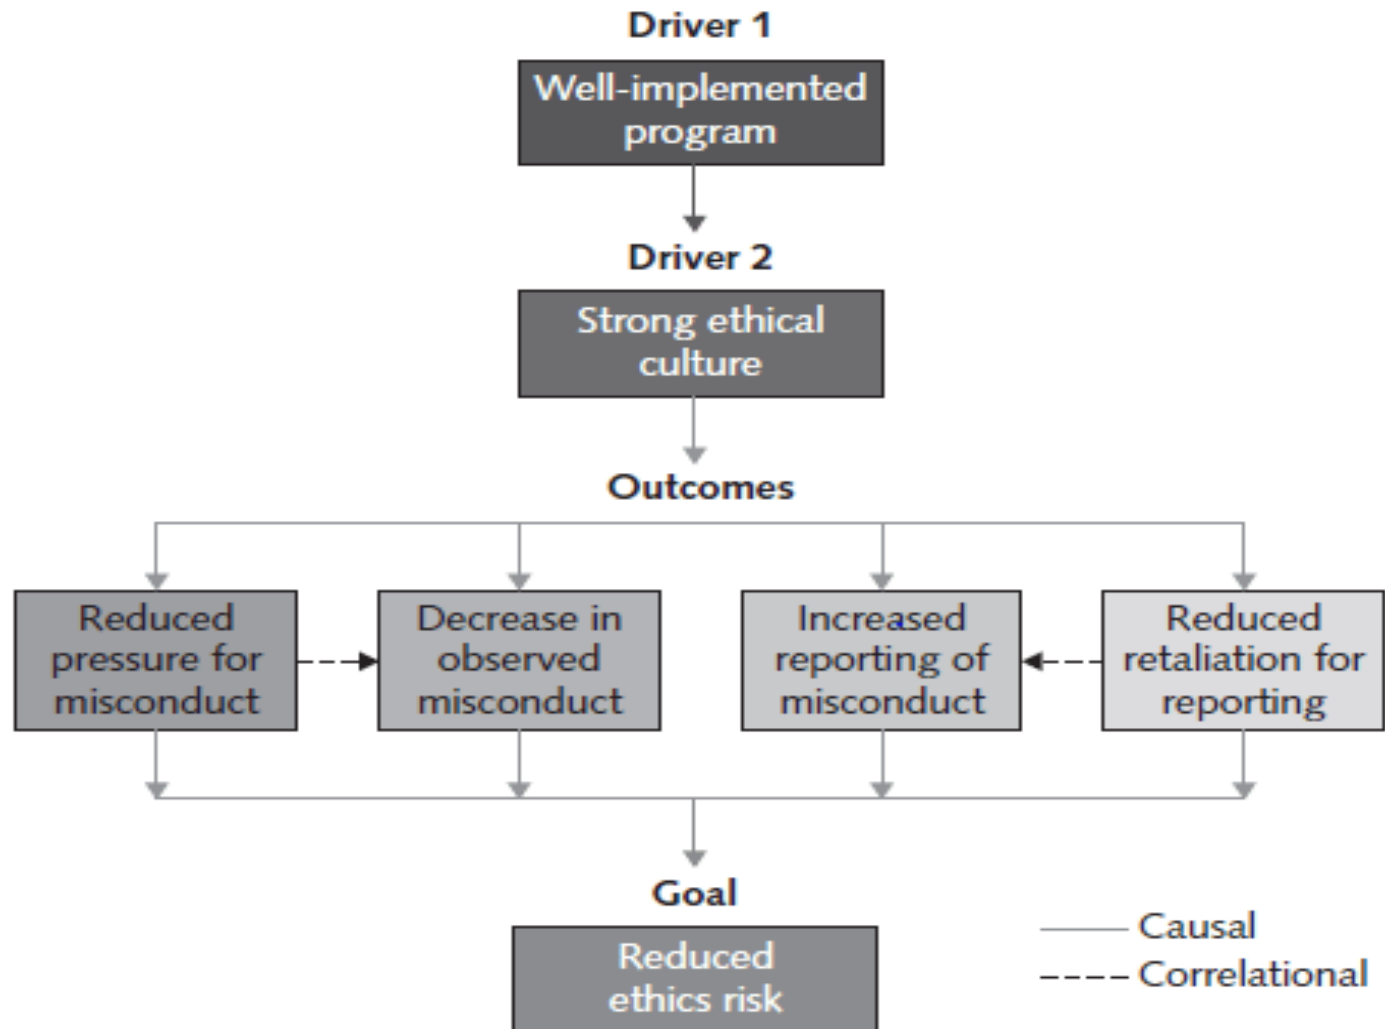 Driver 1
Well-implemented
program
Driver 2
Strong ethical
culture
Outcomes
Reduced
pressure for
misconduct
Decrease in
observed
misconduct
Increased
reporting of
misconduct
Reduced
retaliation for
reporting
Goal
Reduced
ethics risk
Causal
Correlational